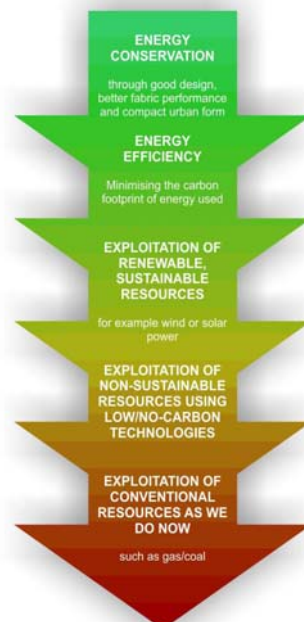 ENERGY
CONSERVATION
through good design,
better fabric performance
and compact urban form
ENERGY
EFFICIENCY
Minimising the carbon
footprint of energy used
EXPLOITATION OF
RENEWABLE,
SUSTAINABLE
RESOURCES
for example wind or solar
power
EXPLOITATION OF
NON-SUSTAINABLE
RESOURCES USING
LOW/NO-CARBON
TECHNOLOGIES
EXPLOITATION OF
CONVENTIONAL
RESOURCES AS WE
DO NOW
such as gas/coal